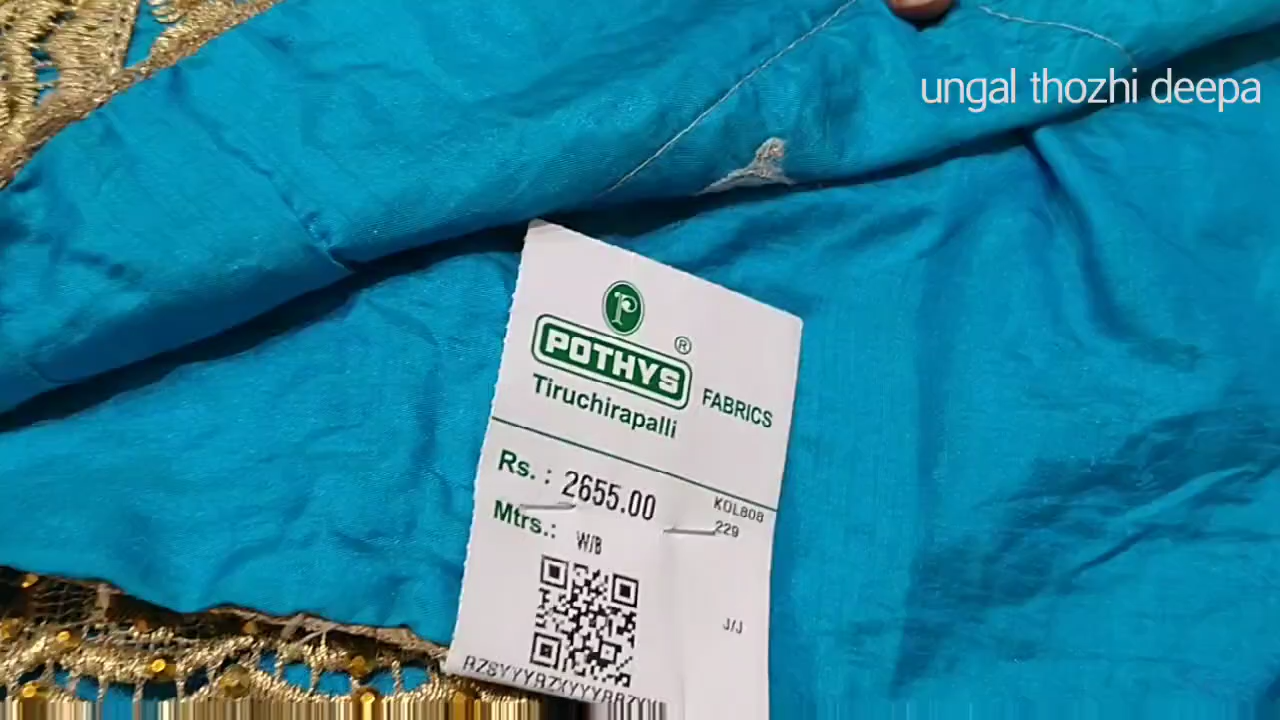 ungal thozhi deepa
P
POTHYS ®
Tiruchirapalli FABRICS
Rs. : 2655.00 KOL808
Mtrs.: 229
W/B
J/J